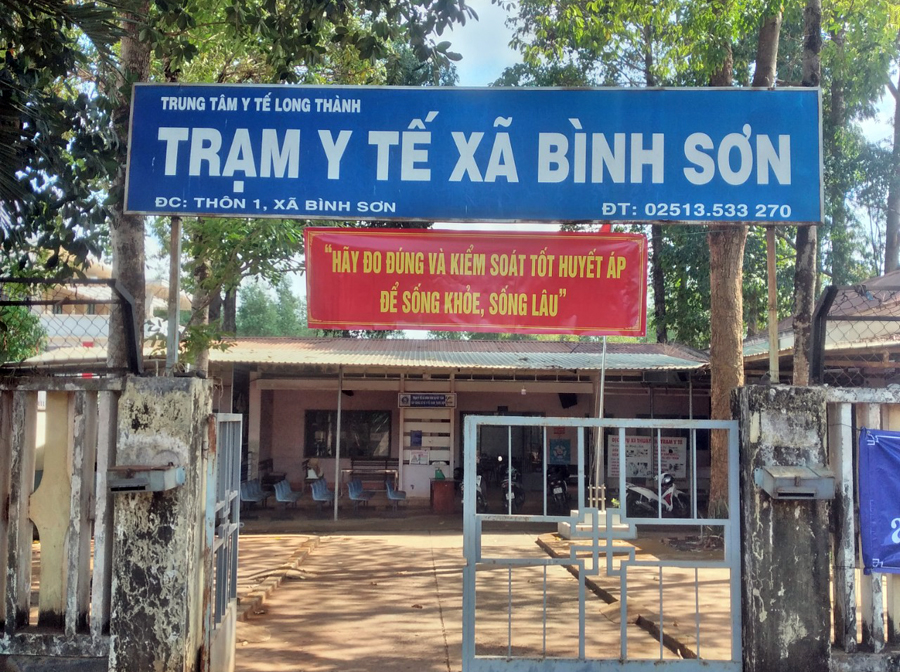 TRUNG TÂM Y TẾ LONG THÀNH
TRẠM Y TẾ XÃ BÌNH SƠN
ĐC: THÔN 1, XÃ BÌNH SƠN
ĐT: 02513.533 270
“HÃY ĐO ĐÚNG VÀ KIỂM SOÁT TỐT HUYẾT ÁP
ĐỂ SỐNG KHỎE, SỐNG LÂU”